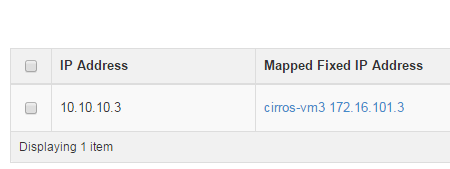 IP Address Mapped Fixed IP Address
10.10.10.3 cirros-vm3 172.16.101.3
Displaying 1 item